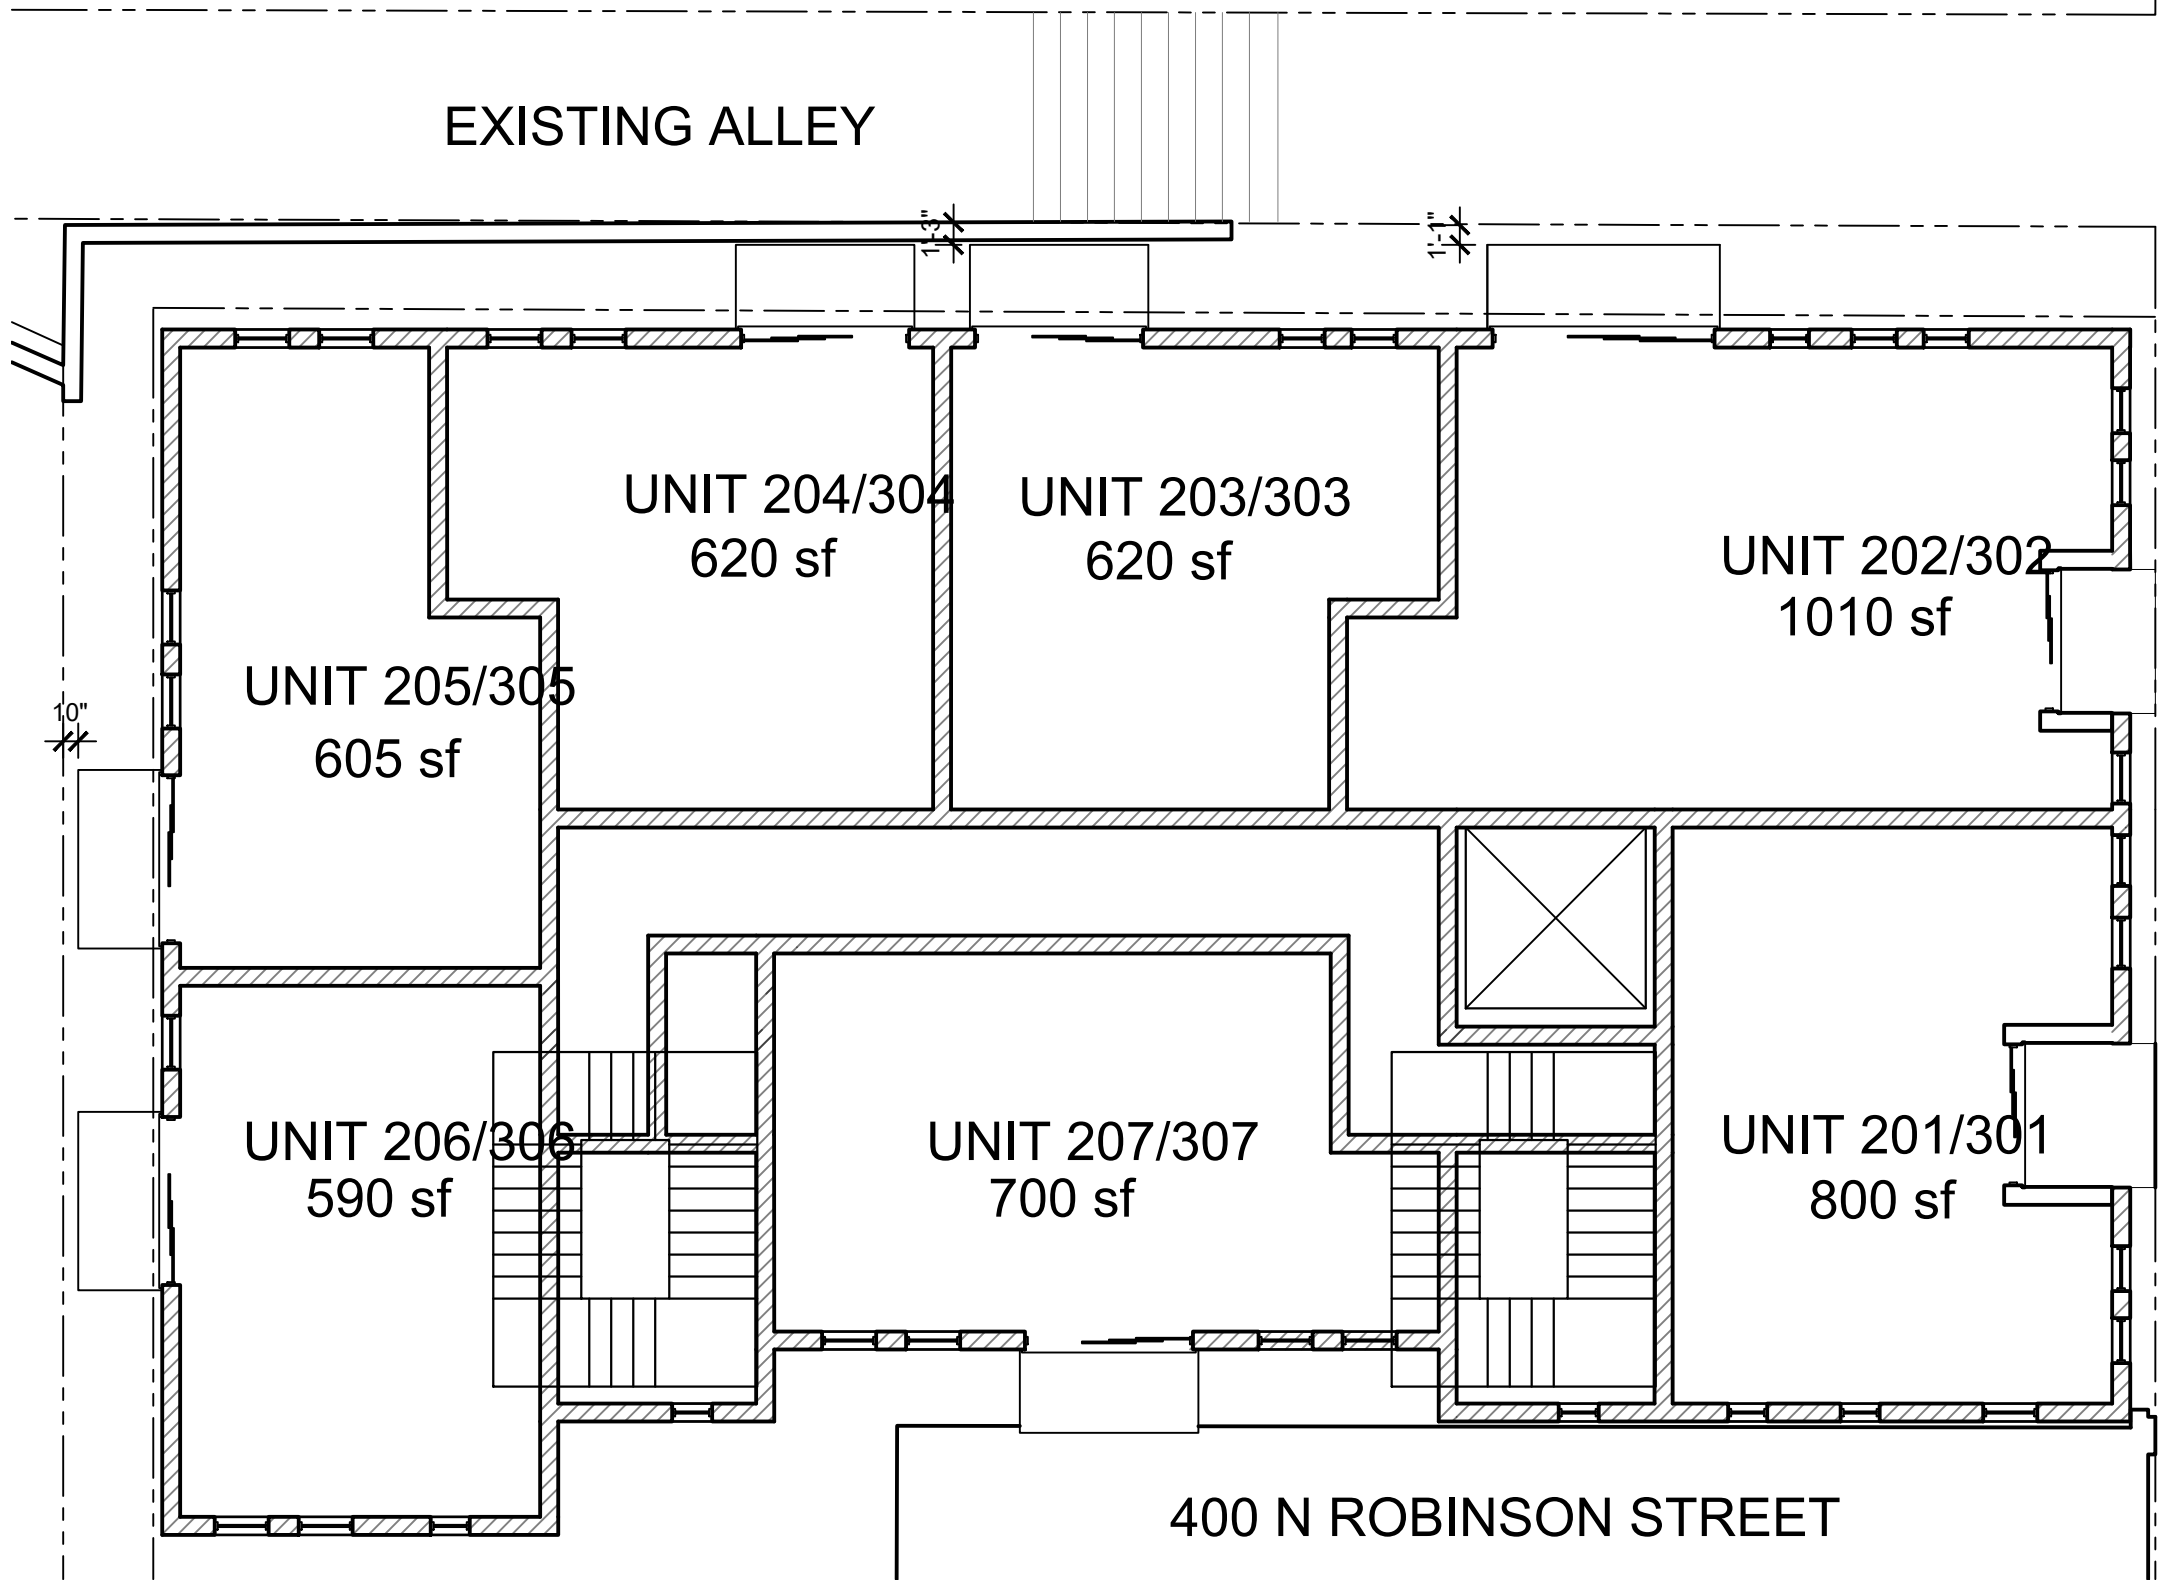 EXISTING ALLEY
1'-3"
1'-1"
UNIT 204/304
620 sf
UNIT 203/303
620 sf
UNIT 202/302
1010 sf
UNIT 205/305
605 sf
10"
UNIT 206/306
590 sf
UNIT 207/307
700 sf
UNIT 201/301
800 sf
400 N ROBINSON STREET